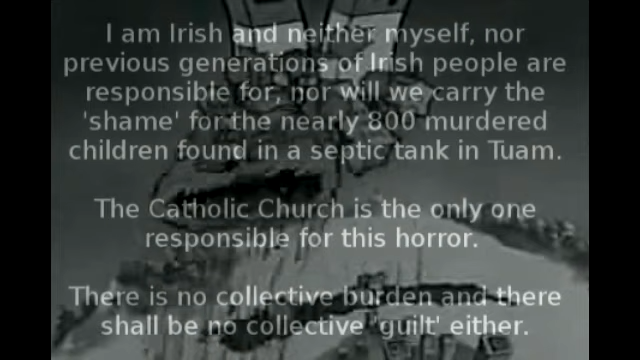 I am Irish and neither myself, nor
previous generations of Irish people are
responsible for, nor will we carry the
'shame' for the nearly 800 murdered
children found in a septic tank in Tuam.
The Catholic Church is the only one
responsible for this horror.
There is no collective burden and there
shall be no collective 'guilt' either.